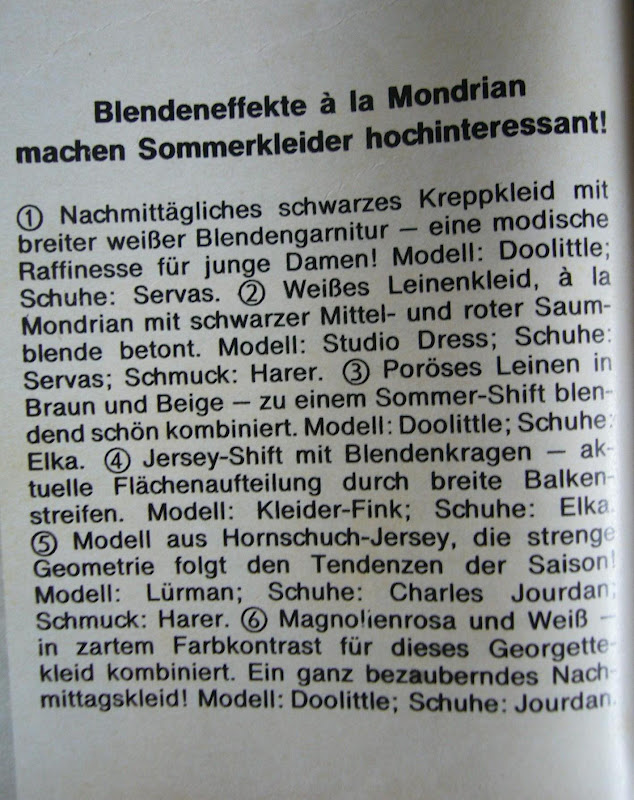 Blendeneffekte à la Mondrian
machen Sommerkleider hochinteressant!
① Nachmittägliches schwarzes Kreppkleid mit
breiter weißer Blendengarnitur — eine modische
Raffinesse für junge Damen! Modell: Doolittle;
Schuhe: Servas. ② Weißes Leinenkleid, à la
Mondrian mit schwarzer Mittel- und roter Saum-
blende betont. Modell: Studio Dress; Schuhe:
Servas; Schmuck: Harer. ③ Poröses Leinen in
Braun und Beige — zu einem Sommer-Shift blen-
dend schön kombiniert. Modell: Doolittle; Schuhe:
Elka. ④ Jersey-Shift mit Blendenkragen — ak-
tuelle Flächenaufteilung durch breite Balken-
streifen. Modell: Kleider-Fink; Schuhe: Elka.
⑤ Modell aus Hornschuch-Jersey, die strenge
Geometrie folgt den Tendenzen der Saison!
Modell: Lürman; Schuhe: Charles Jourdan;
Schmuck: Harer. ⑥ Magnolienrosa und Weiß —
in zartem Farbkontrast für dieses Georgette-
kleid kombiniert. Ein ganz bezauberndes Nach-
mittagskleid! Modell: Doolittle; Schuhe: Jourdan.